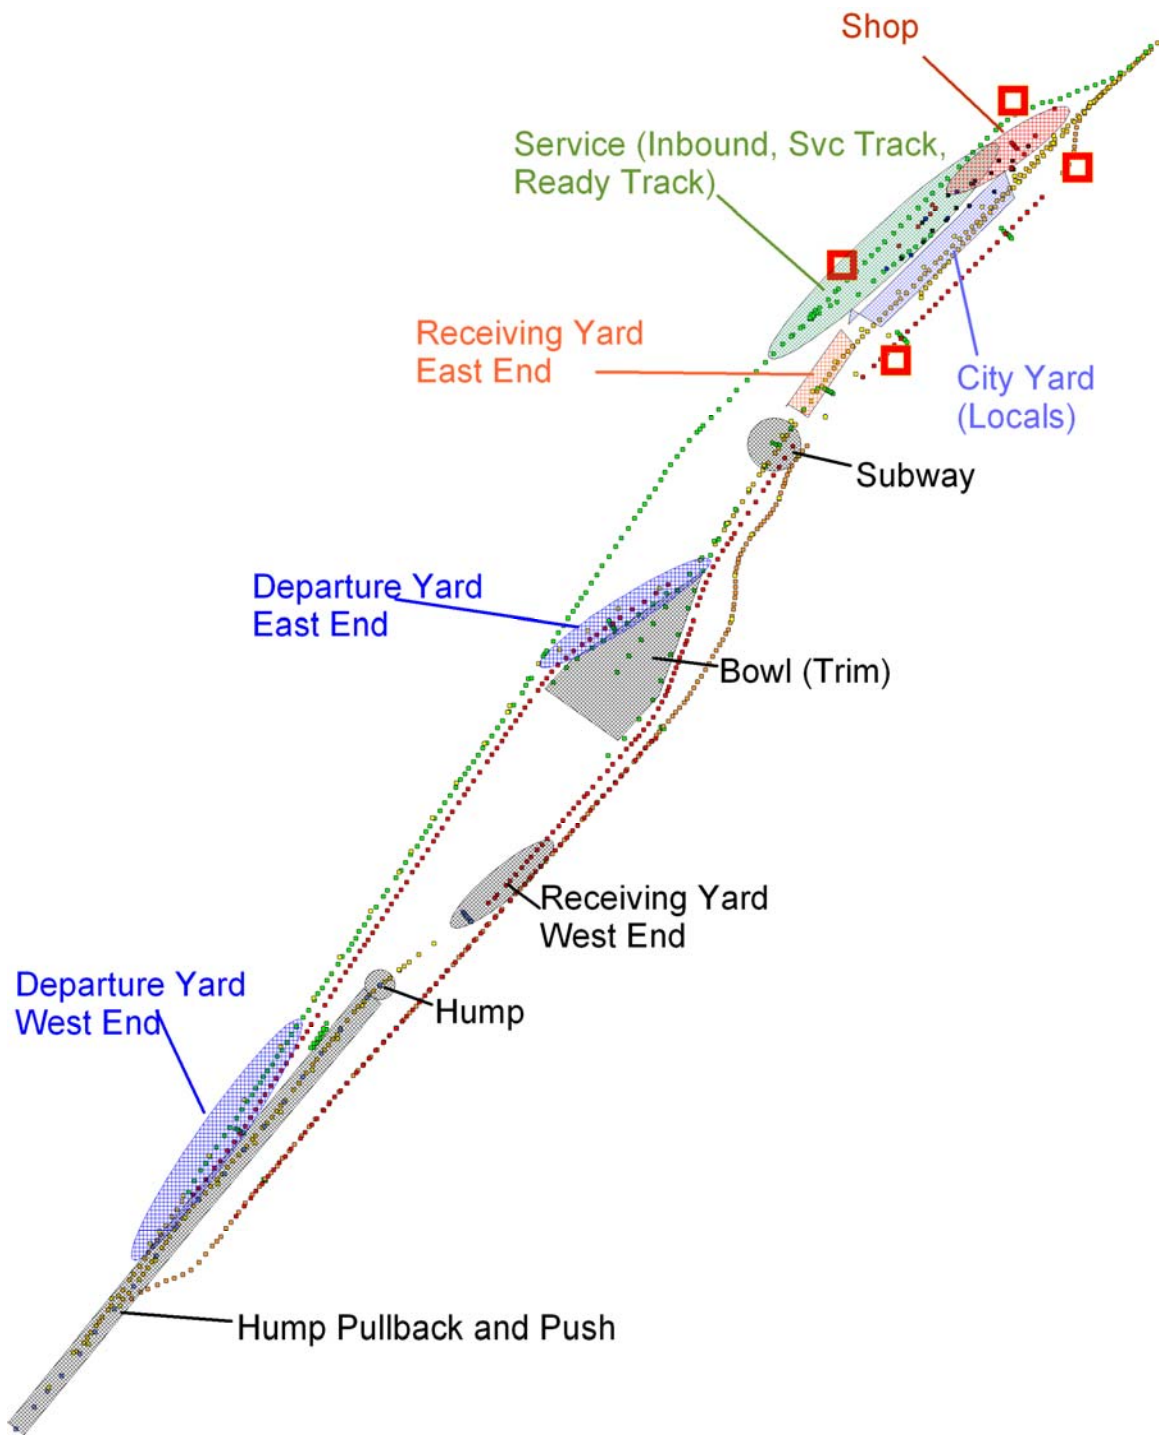 Shop
Service (Inbound, Svc Track,
Ready Track)
Receiving Yard
East End
City Yard
(Locals)
Subway
Departure Yard
East End
Bowl (Trim)
Receiving Yard
West End
Departure Yard
West End
Hump
Hump Pullback and Push